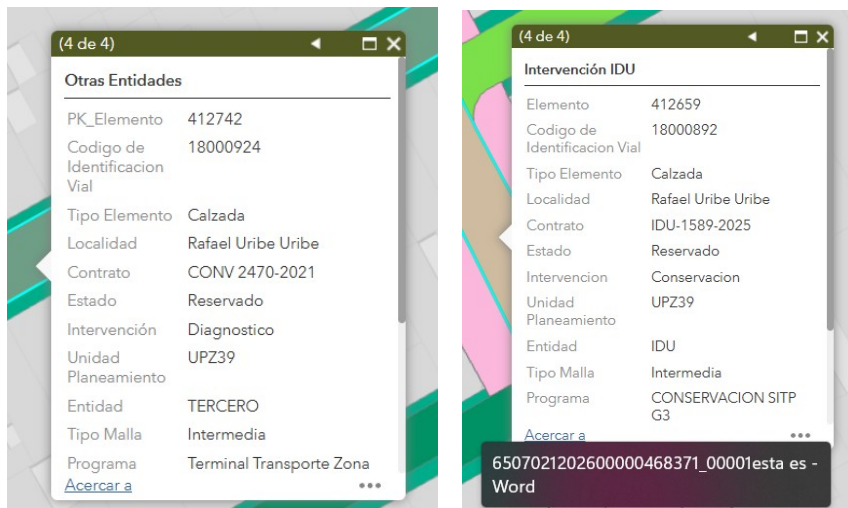 (4 de 4)
Otras Entidades
PK_Elemento 412742
Codigo de 18000924
Identificacion
Vial
Tipo Elemento Calzada
Localidad Rafael Uribe Uribe
Contrato CONV 2470-2021
Estado Reservado
Intervención Diagnostico
Unidad UPZ39
Planeamiento
Entidad TERCERO
Tipo Malla Intermedia
Programa Terminal Transporte Zona
Acercar a
(4 de 4)
Intervención IDU
Elemento 412659
Codigo de 18000892
Identificacion Vial
Tipo Elemento Calzada
Localidad Rafael Uribe Uribe
Contrato IDU-1589-2025
Estado Reservado
Intervencion Conservacion
Unidad UPZ39
Planeamiento
Entidad IDU
Tipo Malla Intermedia
Programa CONSERVACION SITP
G3
Acercar a
6507021202600000468371_00001esta es -
Word